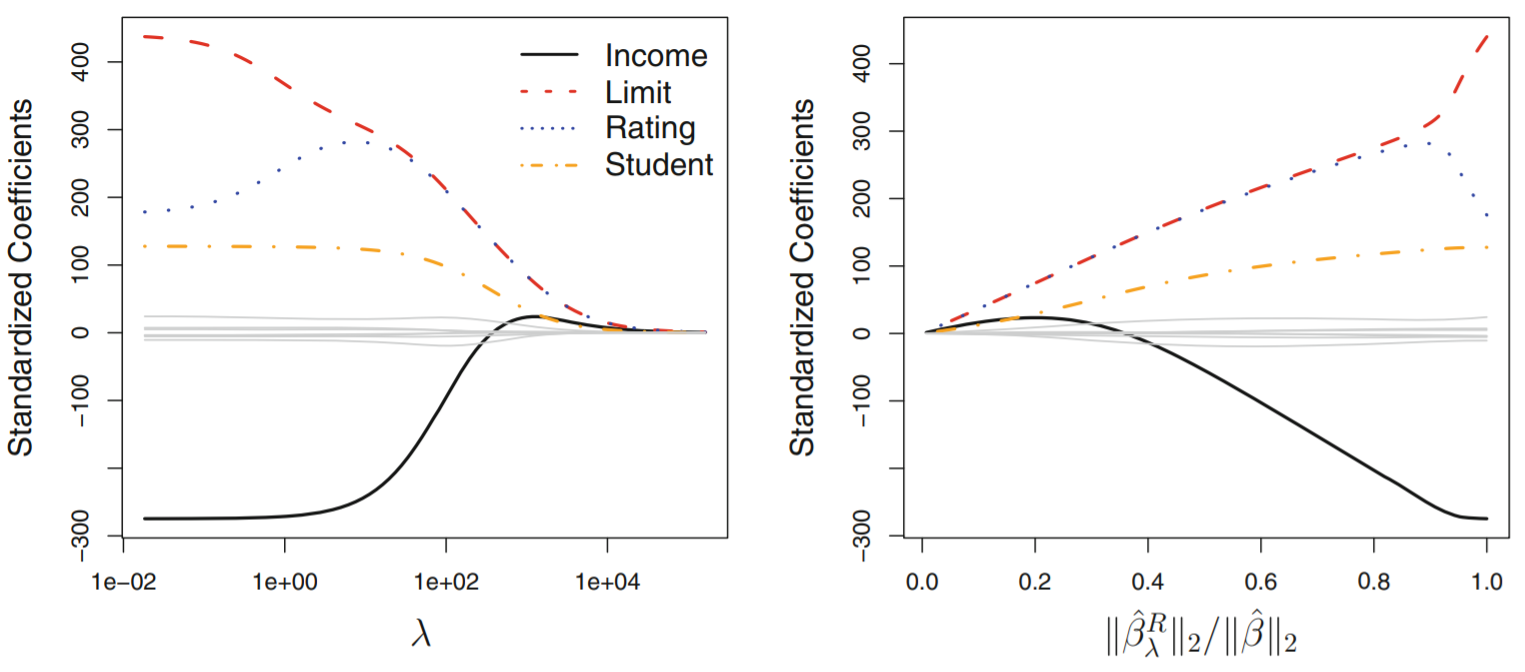 Standardized Coefficients
400
300
200
100
0
−100
−300
1e−02
1e+00
1e+02
1e+04
λ
Income
Limit
Rating
Student
Standardized Coefficients
400
300
200
100
0
−100
−300
0.0
0.2
0.4
0.6
0.8
1.0
‖β̂λᴿ‖₂/‖β̂‖₂